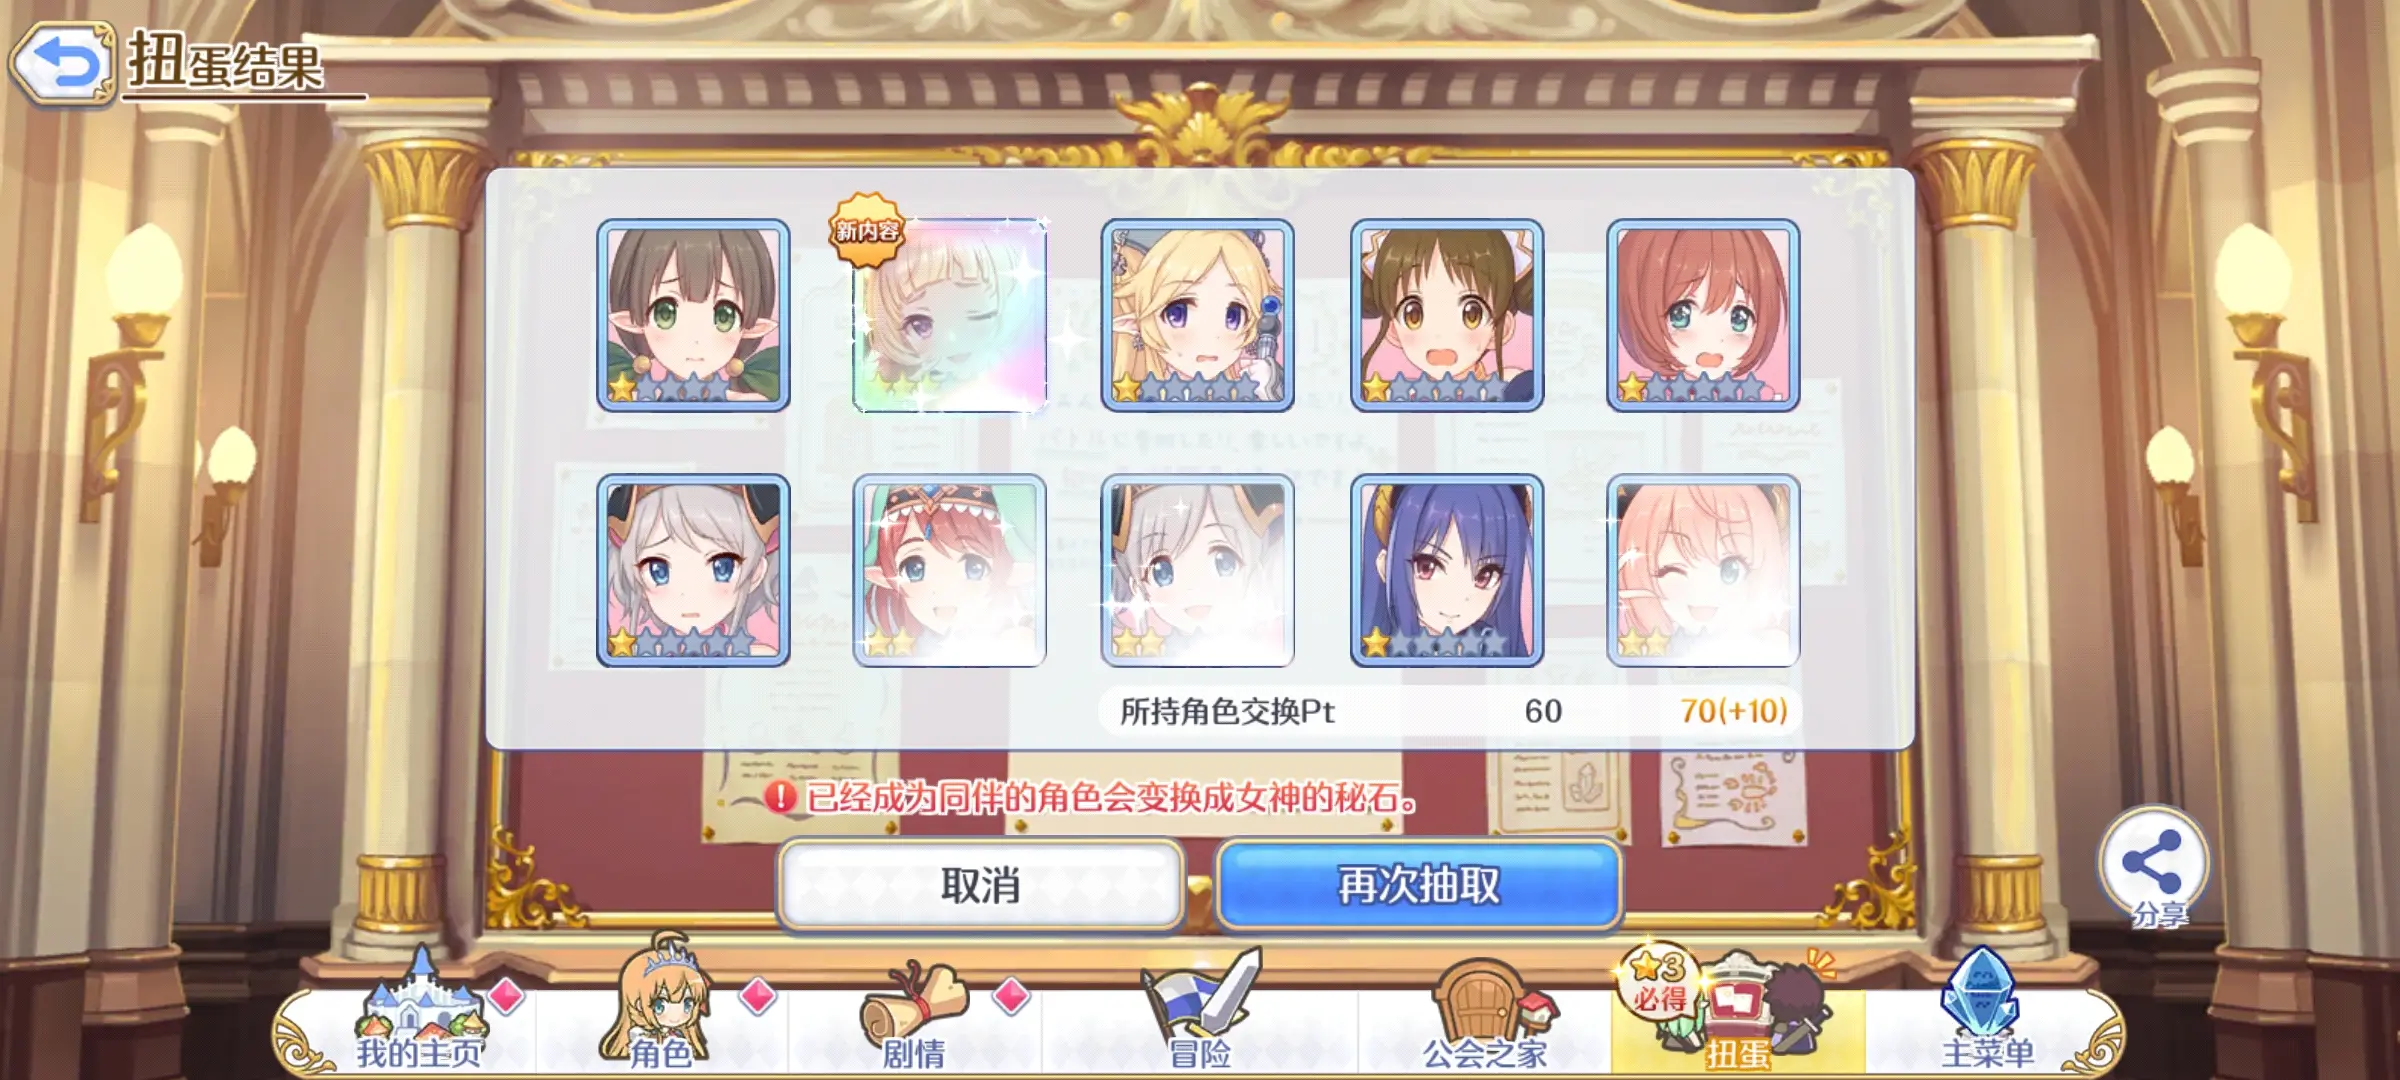 扭蛋结果
新内容
所持角色交换Pt 60 70(+10)
已经成为同伴的角色会变换成女神的秘石。
取消
再次抽取
分享
3
必得
我的主页
角色
剧情
冒险
公会之家
扭蛋
主菜单